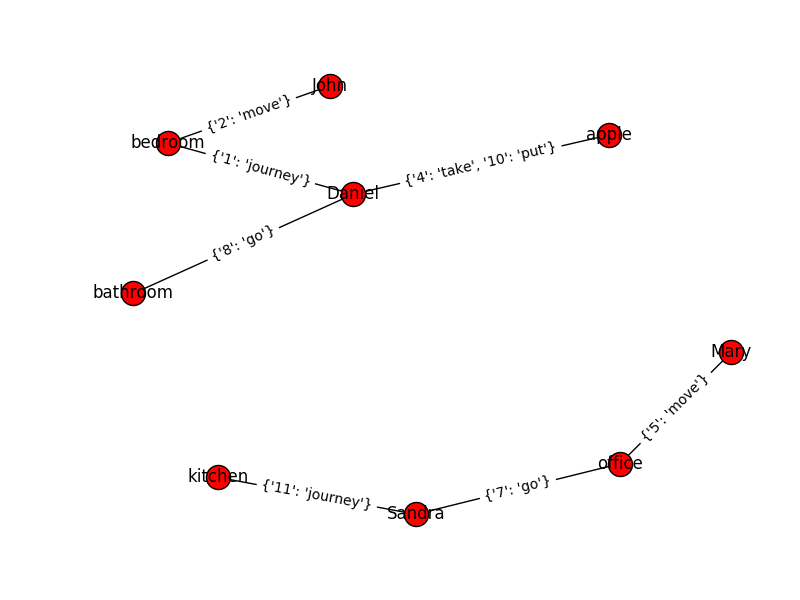 John
{'2': 'move'}
apple
bedroom
{'1': 'journey'}
{'4': 'take', '10': 'put'}
Daniel
{'8': 'go'}
bathroom
Mary
{'5': 'move'}
office
kitchen
{'11': 'journey'}
{'7': 'go'}
Sandra